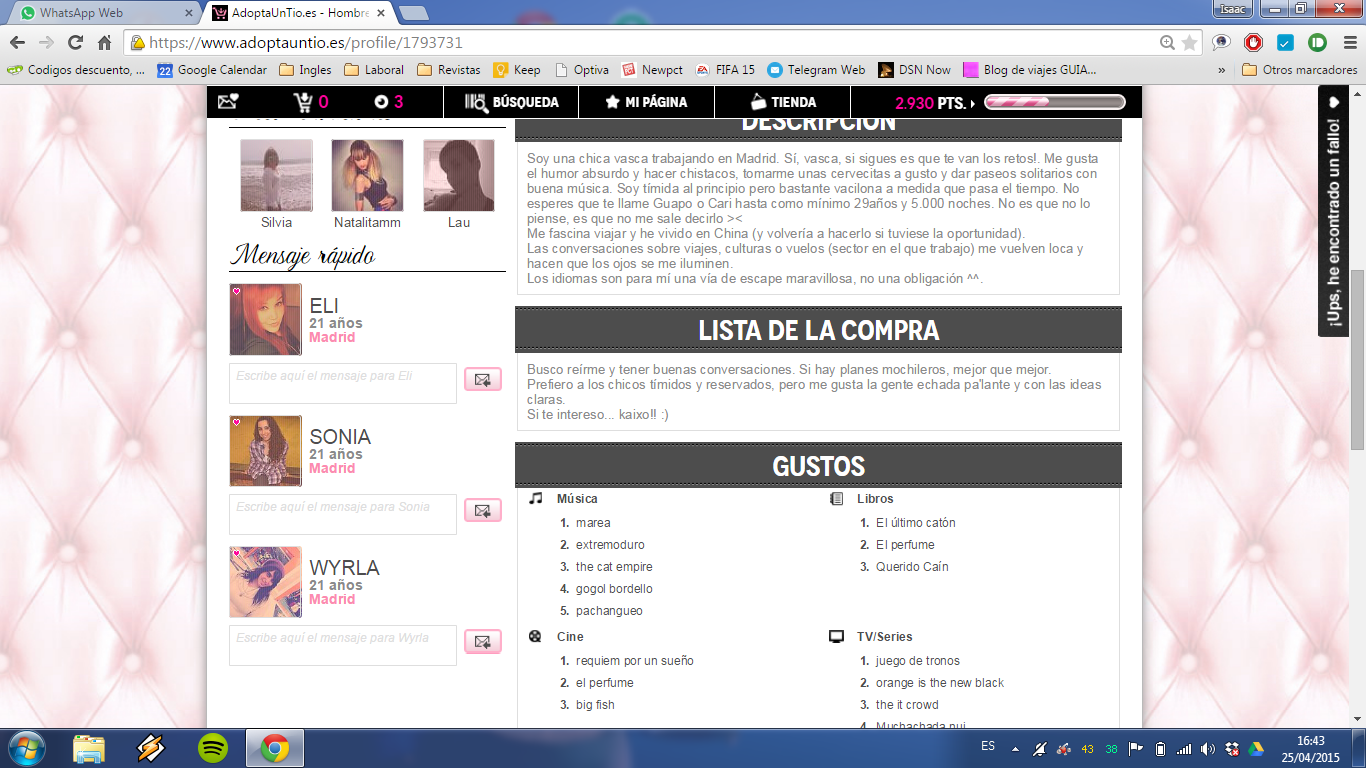 WhatsApp Web
AdoptaUnTio.es - Hombre
Isaac
https://www.adoptauntio.es/profile/1793731
Codigos descuento, ...
22 Google Calendar
Ingles
Laboral
Revistas
Keep
Optiva
Newpct
FIFA 15
Telegram Web
DSN Now
Blog de viajes GUIA...
»
Otros marcadores
0
3
BÚSQUEDA
MI PÁGINA
TIENDA
2.930 PTS.
¡Ups, he encontrado un fallo!
Silvia
Natalitamm
Lau
Mensaje rápido
ELI
21 años
Madrid
Escribe aquí el mensaje para Eli
SONIA
21 años
Madrid
Escribe aquí el mensaje para Sonia
WYRLA
21 años
Madrid
Escribe aquí el mensaje para Wyrla
DESCRIPCIÓN
Soy una chica vasca trabajando en Madrid. Sí, vasca, si sigues es que te van los retos!. Me gusta
el humor absurdo y hacer chistacos, tomarme unas cervecitas a gusto y dar paseos solitarios con
buena música. Soy tímida al principio pero bastante vacilona a medida que pasa el tiempo. No
esperes que te llame Guapo o Cari hasta como mínimo 29años y 5.000 noches. No es que no lo
piense, es que no me sale decirlo ><
Me fascina viajar y he vivido en China (y volvería a hacerlo si tuviese la oportunidad).
Las conversaciones sobre viajes, culturas o vuelos (sector en el que trabajo) me vuelven loca y
hacen que los ojos se me iluminen.
Los idiomas son para mí una vía de escape maravillosa, no una obligación ^^.
LISTA DE LA COMPRA
Busco reírme y tener buenas conversaciones. Si hay planes mochileros, mejor que mejor.
Prefiero a los chicos tímidos y reservados, pero me gusta la gente echada pa'lante y con las ideas
claras.
Si te intereso... kaixo!! :)
GUSTOS
Música
1. marea
2. extremoduro
3. the cat empire
4. gogol bordello
5. pachangueo
Libros
1. El último catón
2. El perfume
3. Querido Caín
Cine
1. requiem por un sueño
2. el perfume
3. big fish
TV/Series
1. juego de tronos
2. orange is the new black
3. the it crowd
4. Muchachada nui
ES
43
38
16:43
25/04/2015